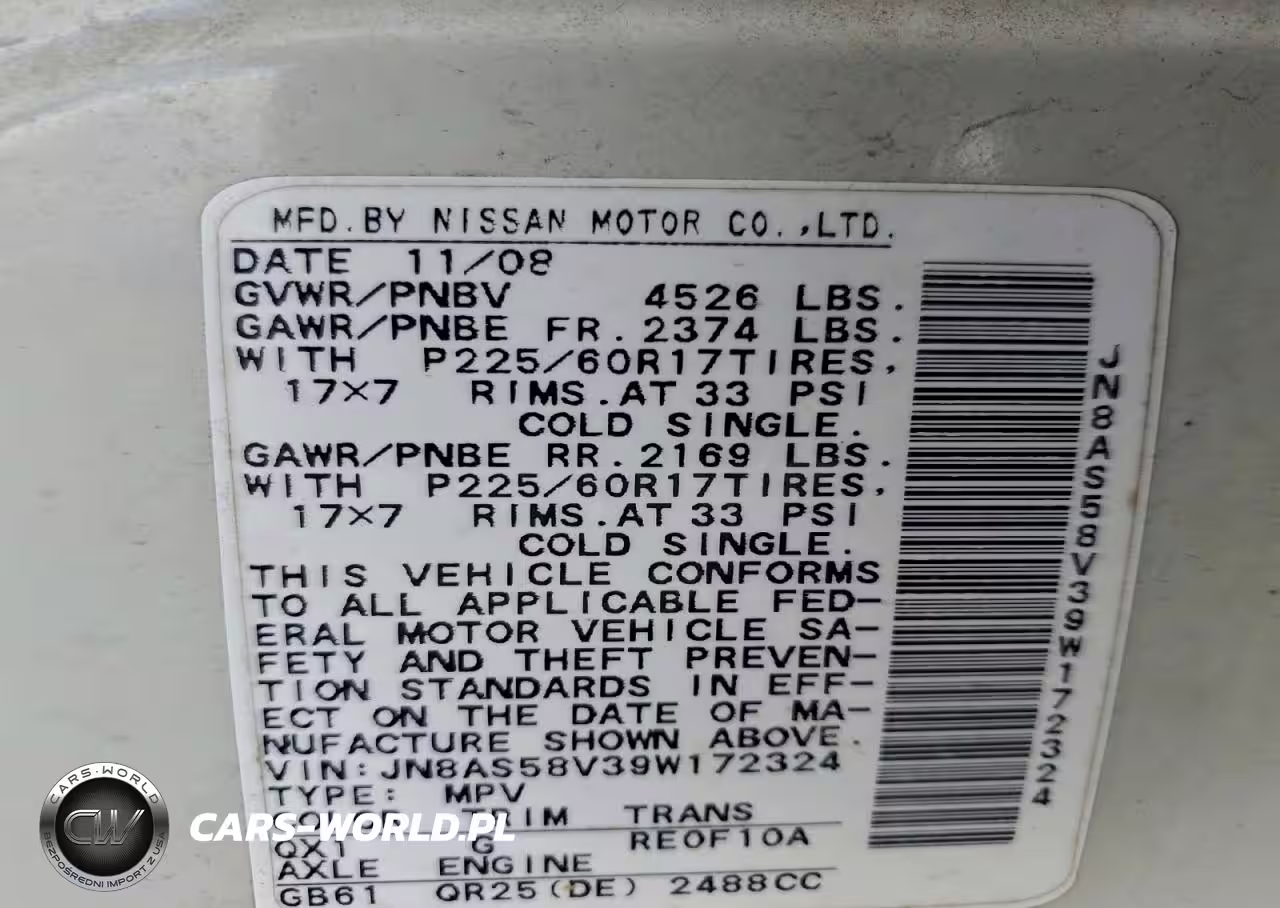 MFD.BY NISSAN MOTOR CO.,LTD.
DATE 11/08
GVWR/PNBV 4526 LBS.
GAWR/PNBE FR.2374 LBS.
WITH P225/60R17TIRES,
17×7 RIMS.AT 33 PSI
COLD SINGLE.
GAWR/PNBE RR.2169 LBS.
WITH P225/60R17TIRES,
17×7 RIMS.AT 33 PSI
COLD SINGLE.
THIS VEHICLE CONFORMS
TO ALL APPLICABLE FED-
ERAL MOTOR VEHICLE SA-
FETY AND THEFT PREVEN-
TION STANDARDS IN EFF-
ECT ON THE DATE OF MA-
NUFACTURE SHOWN ABOVE.
VIN:JN8AS58V39W172324
TYPE: MPV
TRIM TRANS
QX1 G RE0F10A
AXLE ENGINE
GB61 QR25(DE) 2488CC
JN8AS58V39W172324
CARS-WORLD
CW
BEZPOŚREDNI IMPORT Z USA
CARS-WORLD.PL